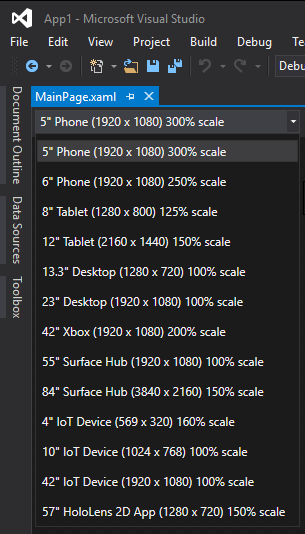 App1 - Microsoft Visual Studio
File Edit View Project Build Debug Te
Debu
Document Outline
Data Sources
Toolbox
MainPage.xaml
5" Phone (1920 x 1080) 300% scale
5" Phone (1920 x 1080) 300% scale
6" Phone (1920 x 1080) 250% scale
8" Tablet (1280 x 800) 125% scale
12" Tablet (2160 x 1440) 150% scale
13.3" Desktop (1280 x 720) 100% scale
23" Desktop (1920 x 1080) 100% scale
42" Xbox (1920 x 1080) 200% scale
55" Surface Hub (1920 x 1080) 100% scale
84" Surface Hub (3840 x 2160) 150% scale
4" IoT Device (569 x 320) 160% scale
10" IoT Device (1024 x 768) 100% scale
42" IoT Device (1920 x 1080) 100% scale
57" HoloLens 2D App (1280 x 720) 150% scale